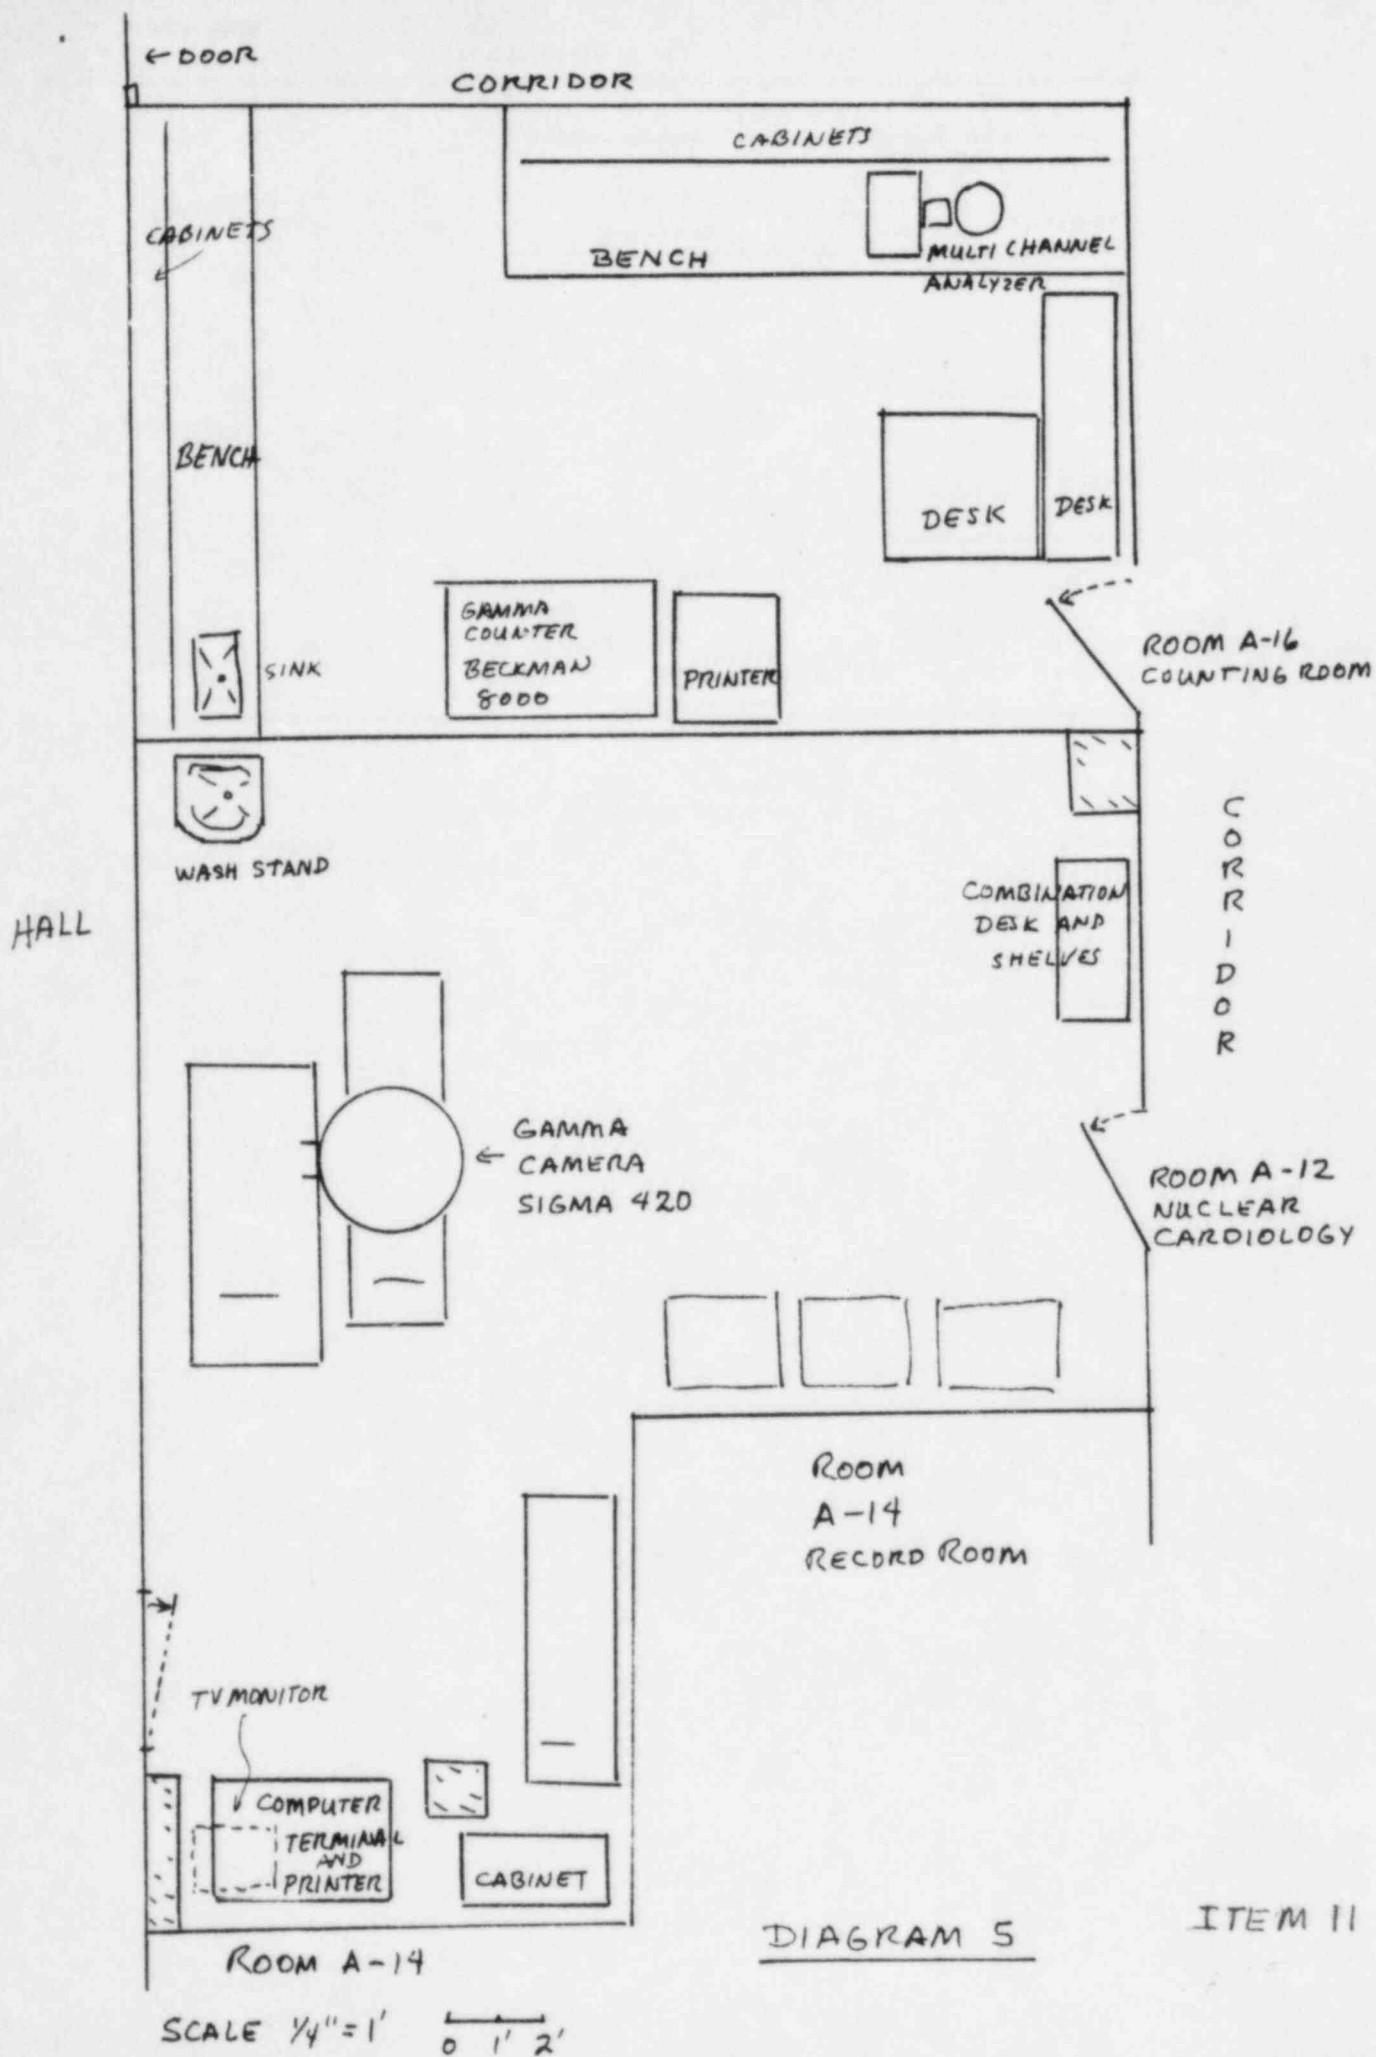 ← DOOR
CORRIDOR
CABINETS
CABINETS
BENCH
MULTI CHANNEL
ANALYZER
BENCH
DESK
DESK
GAMMA
COUNTER
BECKMAN
8000
PRINTER
SINK
ROOM A-16
COUNTING ROOM
WASH STAND
HALL
COMBINATION
DESK AND
SHELVES
C
O
R
R
I
D
O
R
← GAMMA
CAMERA
SIGMA 420
ROOM A-12
NUCLEAR
CARDIOLOGY
ROOM
A-14
RECORD ROOM
TV MONITOR
COMPUTER
TERMINAL
AND
PRINTER
CABINET
ROOM A-14
DIAGRAM 5
ITEM 11
SCALE 1/4" = 1'
0 1' 2'